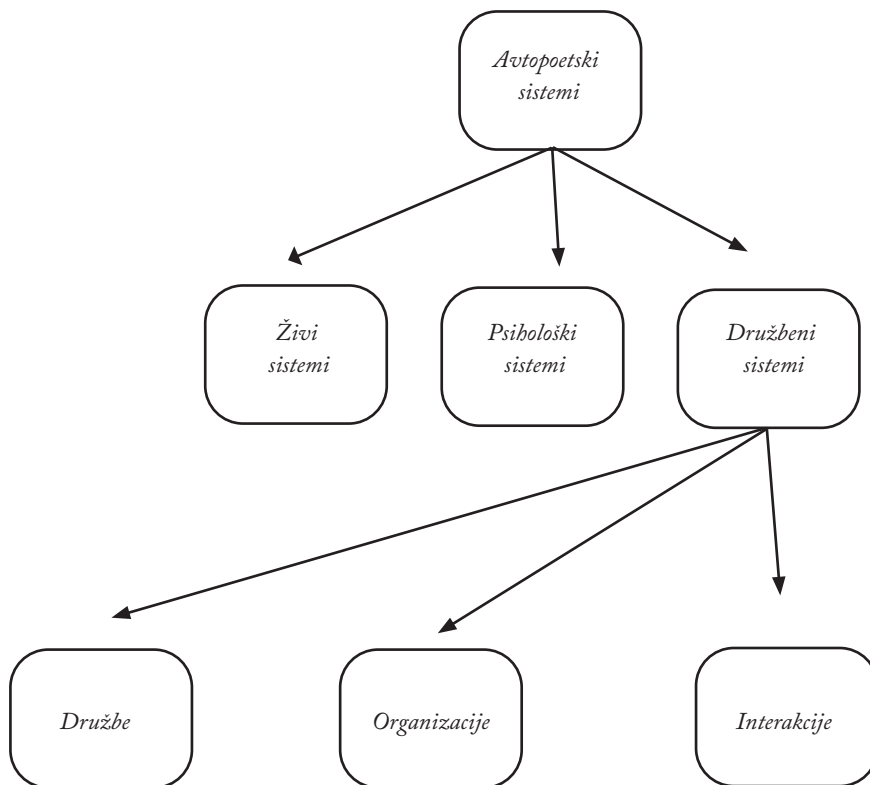 Avtopoetski
sistemi
Živi
sistemi
Psihološki
sistemi
Družbeni
sistemi
Družbe
Organizacije
Interakcije